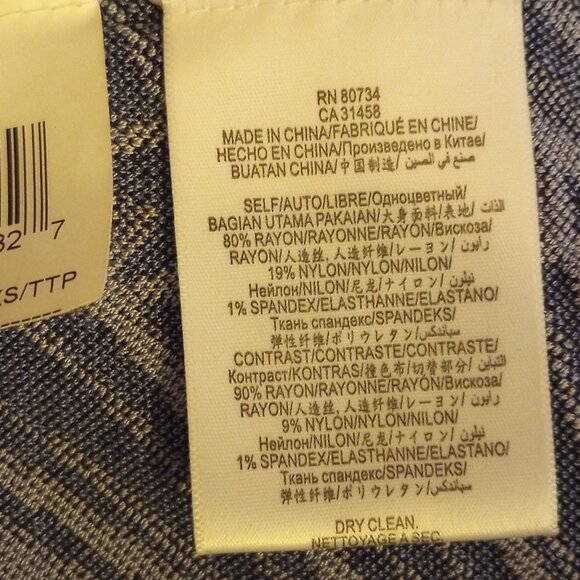 32 7
XS/TTP
RN 80734
CA 31458
MADE IN CHINA/FABRIQUÉ EN CHINE/
HECHO EN CHINA/Произведено в Китае/
BUATAN CHINA/中国制造/ صنع في الصين
SELF/AUTO/LIBRE/Одноцветный/
BAGIAN UTAMA PAKAIAN/大身面料/表地/ الذات
80% RAYON/RAYONNE/RAYON/Вискоза/
RAYON/人造丝, 人造纤维/レーヨン/ رايون
19% NYLON/NYLON/NILON/
Нейлон/NILON/尼龙/ナイロン/ نيلون
1% SPANDEX/ELASTHANNE/ELASTANO/
Ткань спандекс/SPANDEKS/
弹性纤维/ポリウレタン/ سباندكس
CONTRAST/CONTRASTE/CONTRASTE/
Контраст/KONTRAS/撞色布/切替部分/ التباين
90% RAYON/RAYONNE/RAYON/Вискоза/
RAYON/人造丝, 人造纤维/レーヨン/ رايون
9% NYLON/NYLON/NILON/
Нейлон/NILON/尼龙/ナイロン/ نيلون
1% SPANDEX/ELASTHANNE/ELASTANO/
Ткань спандекс/SPANDEKS/
弹性纤维/ポリウレタン/ سباندكس
DRY CLEAN.
NETTOYAGE A SEC